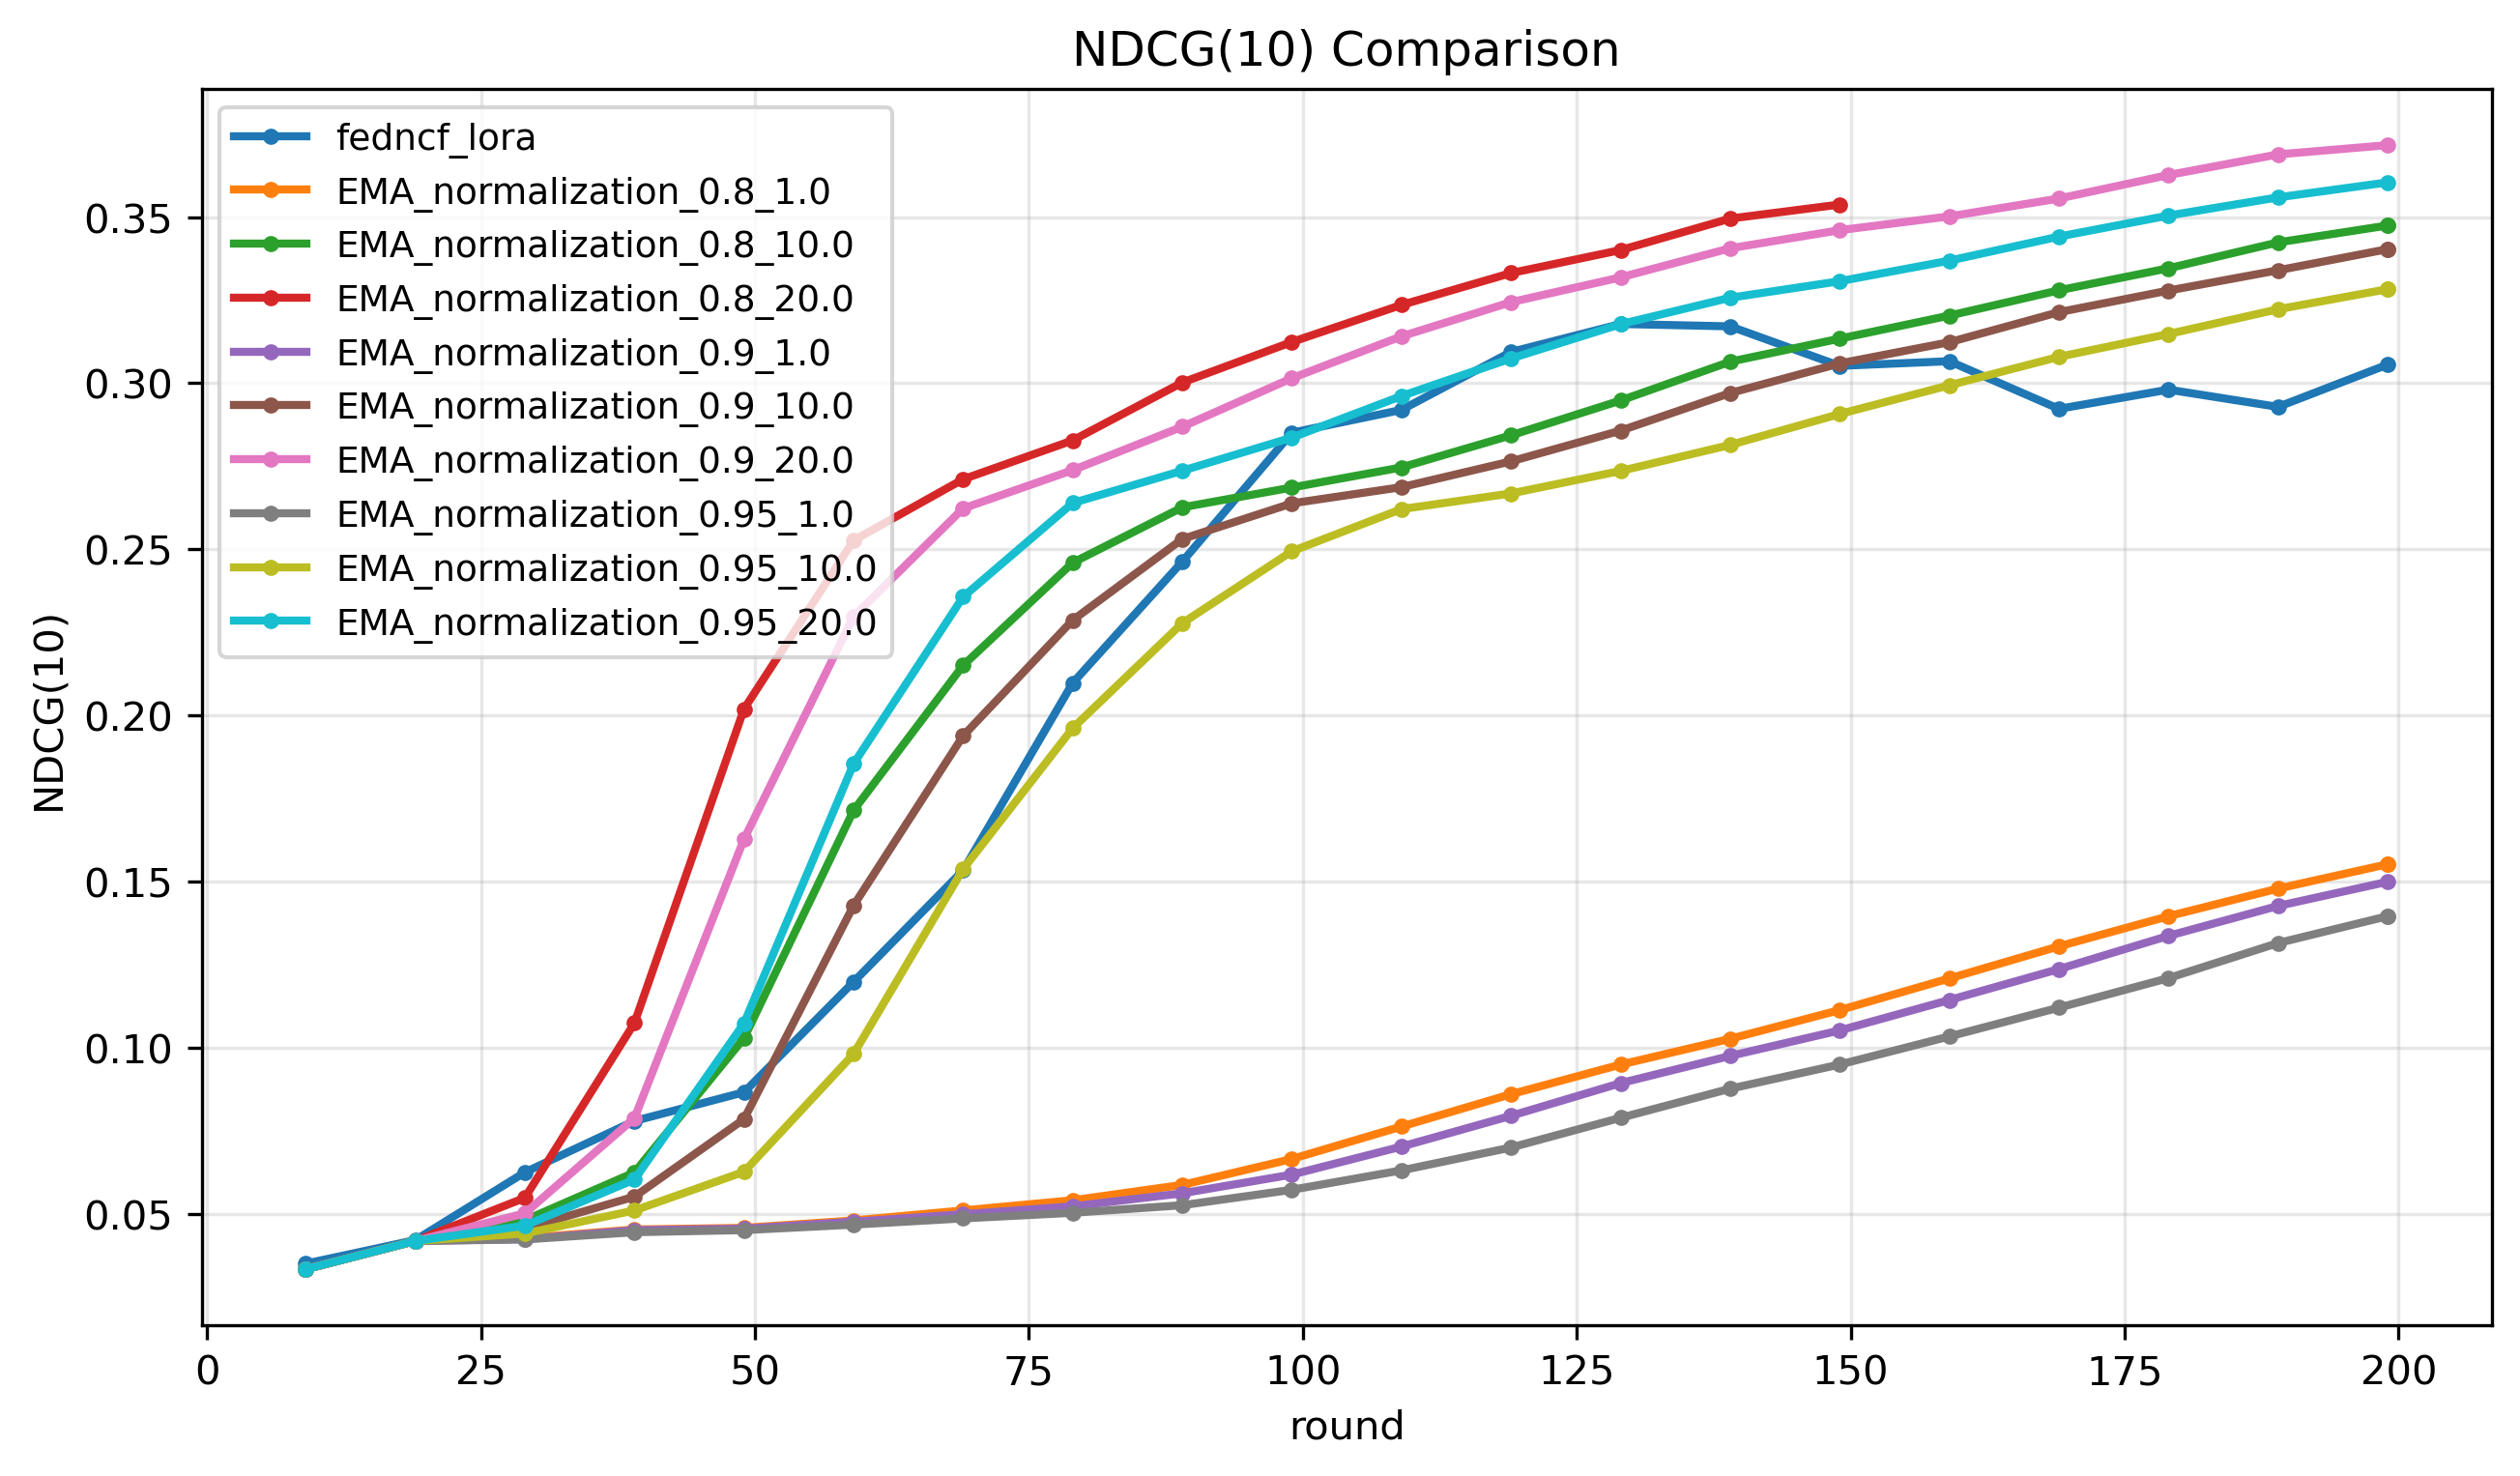 NDCG(10) Comparison
fedncf_lora
EMA_normalization_0.8_1.0
EMA_normalization_0.8_10.0
EMA_normalization_0.8_20.0
EMA_normalization_0.9_1.0
EMA_normalization_0.9_10.0
EMA_normalization_0.9_20.0
EMA_normalization_0.95_1.0
EMA_normalization_0.95_10.0
EMA_normalization_0.95_20.0
NDCG(10)
0.35
0.30
0.25
0.20
0.15
0.10
0.05
0 25 50 75 100 125 150 175 200
round